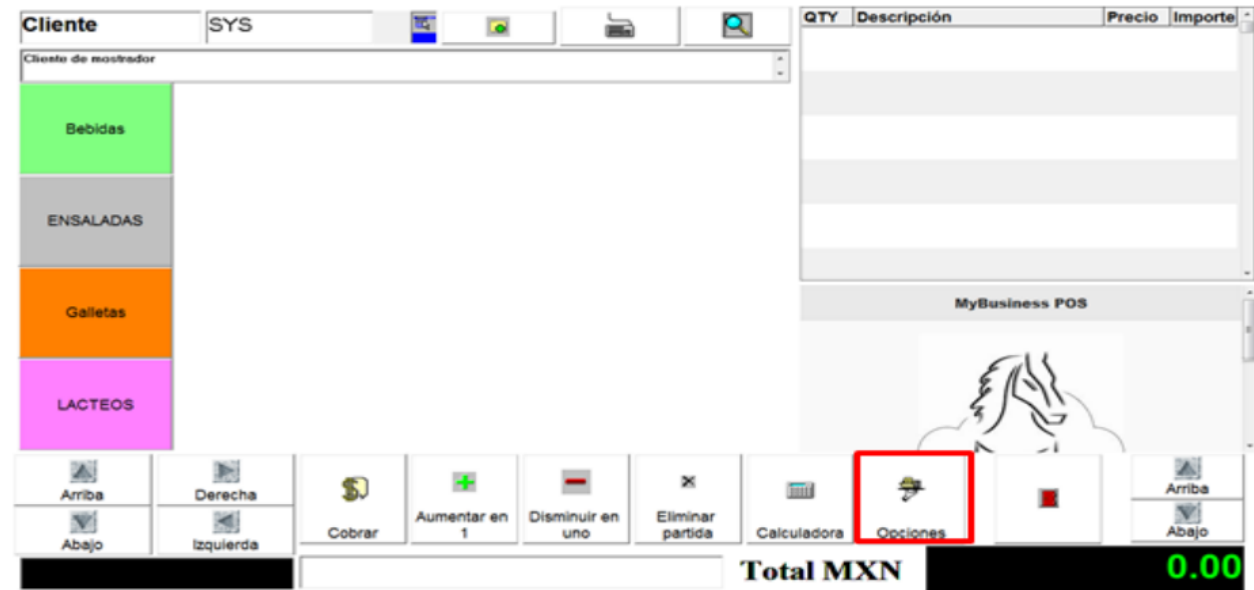 Cliente
SYS
QTY Descripción Precio Importe
Cliente de mostrador
Bebidas
ENSALADAS
Galletas
LACTEOS
MyBusiness POS
Arriba
Abajo
Derecha
Izquierda
Cobrar
Aumentar en
1
Disminuir en
uno
Eliminar
partida
Calculadora
Opciones
Arriba
Abajo
Total MXN
0.00